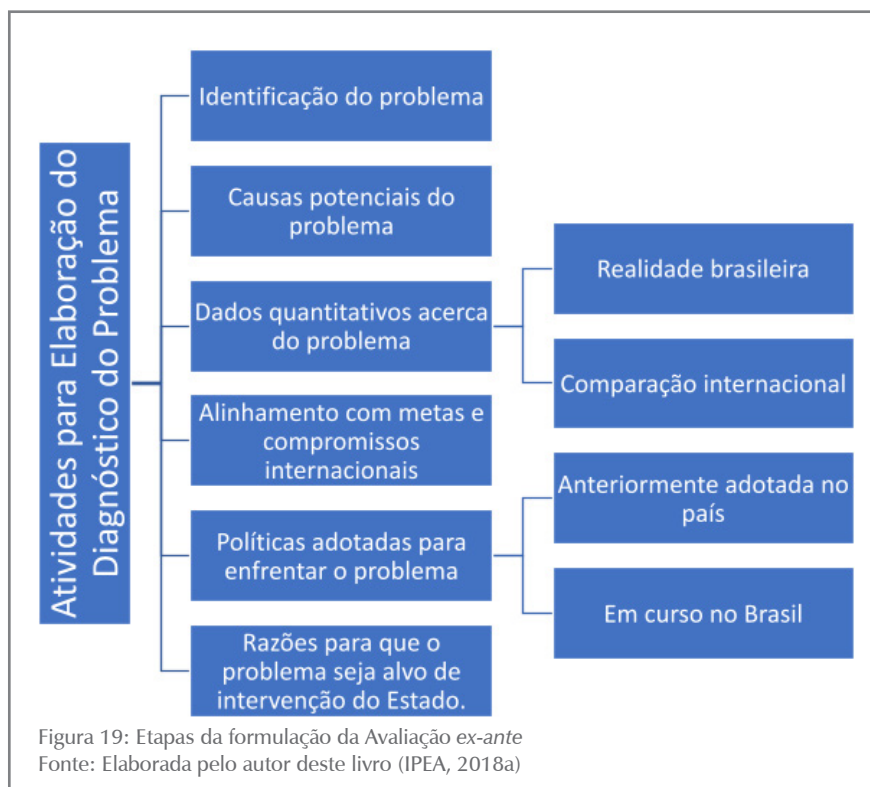 Atividades para Elaboração do
Diagnóstico do Problema
Identificação do problema
Causas potenciais do
problema
Dados quantitativos acerca
do problema
Realidade brasileira
Comparação internacional
Alinhamento com metas e
compromissos
internacionais
Políticas adotadas para
enfrentar o problema
Anteriormente adotada no
país
Em curso no Brasil
Razões para que o
problema seja alvo de
intervenção do Estado.
Figura 19: Etapas da formulação da Avaliação ex-ante
Fonte: Elaborada pelo autor deste livro (IPEA, 2018a)